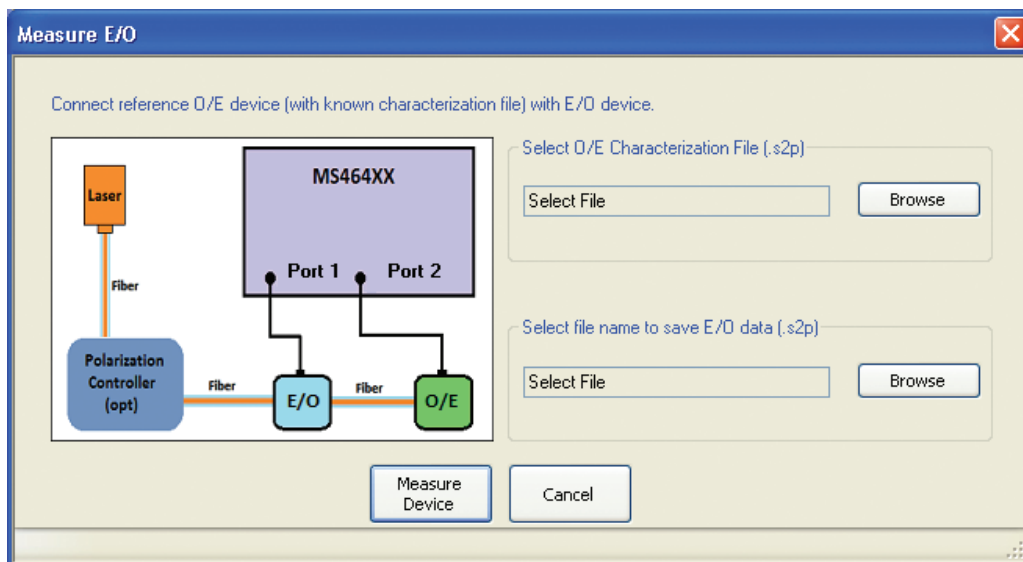 Measure E/O
Connect reference O/E device (with known characterization file) with E/O device.
MS464XX
Laser
Port 1 Port 2
Fiber
Polarization
Controller
(opt)
Fiber
E/O
Fiber
O/E
Select O/E Characterization File (.s2p)
Select File
Browse
Select file name to save E/O data (.s2p)
Select File
Browse
Measure
Device
Cancel